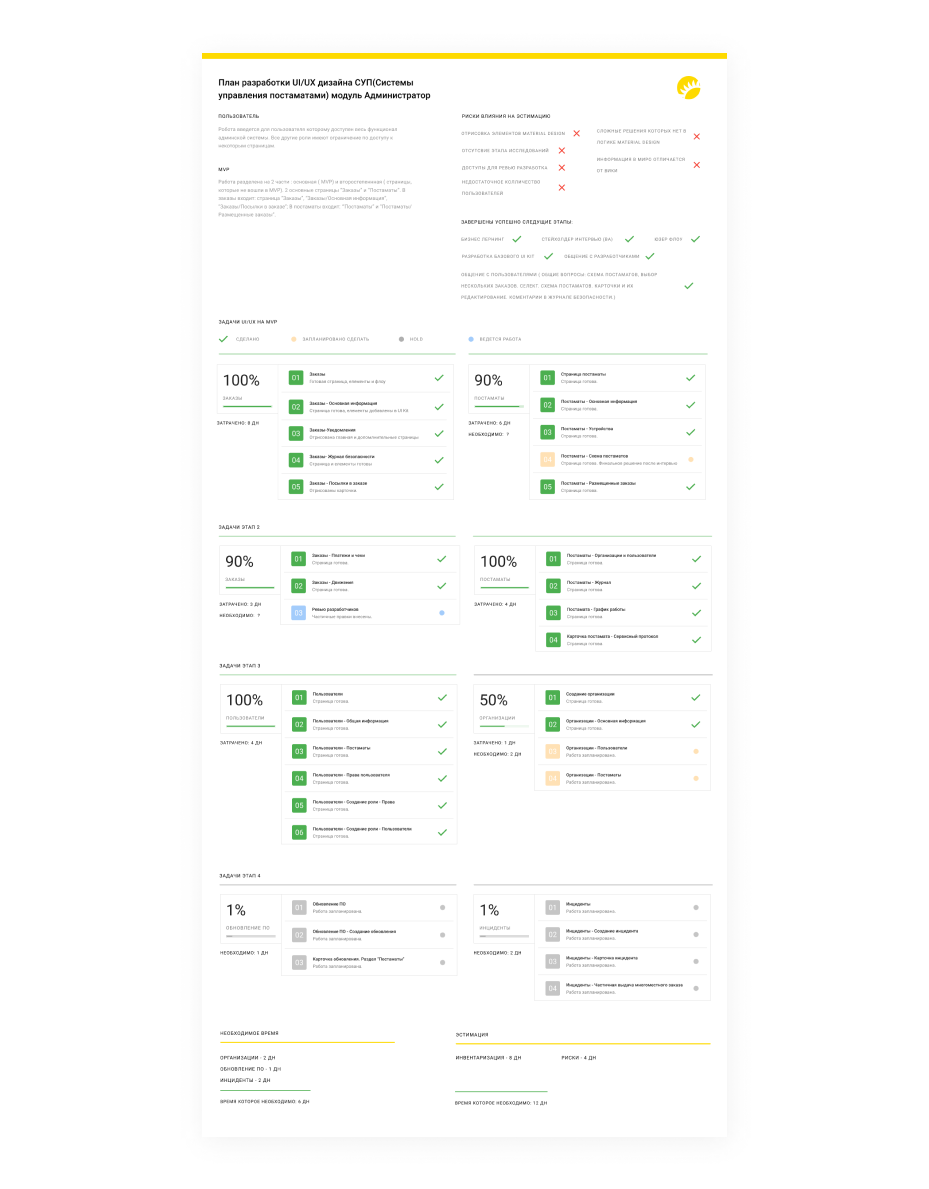 План разработки UI/UX дизайна СУП(Системы
управления постаматами) модуль Администратор
ПОЛЬЗОВАТЕЛЬ
Работа введется для пользователя которому доступен весь функционал
админской системы. Все другие роли имеют ограничения по доступу к
некоторым страницам.
MVP
Работа разделена на 2 части : основная ( MVP) и второстепенная ( страницы,
которые не вошли в MVP). 2 основные страницы "Заказы" и "Постаматы". В
заказы входит: страница "Заказы", "Заказы/Основная информация",
"Заказы/Посылки в заказе"; В постаматы входит: "Постаматы" и "Постаматы/
Размещенные заказы".
РИСКИ ВЛИЯНИЯ НА ЭСТИМАЦИЮ
ОТРИСОВКА ЭЛЕМЕНТОВ MATERIAL DESIGN
ОТСУТСВИЕ ЭТАПА ИССЛЕДОВАНИЙ
ДОСТУПЫ ДЛЯ РЕВЬЮ РАЗРАБОТКА
НЕДОСТАТОЧНОЕ КОЛЛИЧЕСТВО
ПОЛЬЗОВАТЕЛЕЙ
СЛОЖНЫЕ РЕШЕНИЯ КОТОРЫХ НЕТ В
ЛОГИКЕ MATERIAL DESIGN
ИНФОРМАЦИЯ В МИРО ОТЛИЧАЕТСЯ
ОТ ВИКИ
ЗАВЕРШЕНЫ УСПЕШНО СЛЕДУЩИЕ ЭТАПЫ:
БИЗНЕС ЛЕРНИНГ
СТЕЙКОЛДЕР ИНТЕРВЬЮ (BA)
ЮЗЕР ФЛОУ
РАЗРАБОТКА БАЗОВОГО UI KIT
ОБЩЕНИЕ С РАЗРАБОТЧИКАМИ
ОБЩЕНИЕ С ПОЛЬЗОВАТЕЛЯМИ ( ОБЩИЕ ВОПРОСЫ: СХЕМА ПОСТАМАТОВ, ВЫБОР
НЕСКОЛЬКИХ ЗАКАЗОВ, СЕЛЕКТ. СХЕМА ПОСТАМАТОВ. КАРТОЧКИ И ИХ
РЕДАКТИРОВАНИЕ. КОМЕНТАРИИ В ЖУРНАЛЕ БЕЗОПАСНОСТИ.)
ЗАДАЧИ UI/UX НА MVP
СДЕЛАНО
ЗАПЛАНИРОВАНО СДЕЛАТЬ
HOLD
ВЕДЕТСЯ РАБОТА
100%
ЗАКАЗЫ
ЗАТРАЧЕНО: 8 ДН
01
Заказы
Готовая страница, элементы и флоу
02
Заказы - Основная информация
Страница готова, элементы добавлены в UI Kit
03
Заказы-Уведомления
Отрисована главная и дополнительные страницы
04
Заказы- Журнал безопасности
Страница и элементы готовы
05
Заказы - Посылки в заказе
Отрисованы карточки
90%
ПОСТАМАТЫ
ЗАТРАЧЕНО: 6 ДН
НЕОБХОДИМО: ?
01
Страница постаматы
Страница готова.
02
Постаматы - Основная информация
Страница готова.
03
Постаматы - Устройства
Страница готова.
04
Постаматы - Схема постаматов
Страница готова. Финальное решение после интервью
05
Постаматы - Размещенные заказы
Страница готова.
ЗАДАЧИ ЭТАП 2
90%
ЗАКАЗЫ
ЗАТРАЧЕНО: 3 ДН
НЕОБХОДИМО: ?
01
Заказы - Платежи и чеки
Страница готова.
02
Заказы - Движения
Страница готова.
03
Ревью разработчиков
Частичные правки внесены.
100%
ПОСТАМАТЫ
ЗАТРАЧЕНО: 4 ДН
01
Постаматы - Организации и пользователи
Страница готова.
02
Постаматы - Журнал
Страница готова.
03
Постамата - График работы
Страница готова.
04
Карточка постамата - Сервисный протокол
Страница готова.
ЗАДАЧИ ЭТАП 3
100%
ПОЛЬЗОВАТЕЛИ
ЗАТРАЧЕНО: 4 ДН
01
Пользователи
Страница готова.
02
Пользователи - Общая информация
Страница готова.
03
Пользователи - Постаматы
Страница готова.
04
Пользователи - Права пользователя
Страница готова.
05
Пользователи - Создание роли - Права
Страница готова.
06
Пользователи - Создание роли - Пользователи
Страница готова.
50%
ОРГАНИЗАЦИИ
ЗАТРАЧЕНО: 1 ДН
НЕОБХОДИМО: 2 ДН
01
Создание организации
Страница готова.
02
Организации - Основная информация
Страница готова.
Организации - Пользователи
Работа запланирована.
Организации - Постаматы
Работа запланирована.
ЗАДАЧИ ЭТАП 4
1%
ОБНОВЛЕНИЕ ПО
НЕОБХОДИМО: 1 ДН
01
Обновление ПО
Работа запланирована.
02
Обновление ПО - Создание обновления
Работа запланирована.
03
Карточка обновления. Раздел "Постаматы"
Работа запланирована.
1%
ИНЦИДЕНТЫ
НЕОБХОДИМО: 2 ДН
01
Инциденты
Работа запланирована.
02
Инциденты - Создание инцидента
Работа запланирована.
03
Инциденты - Карточка инцидента
Работа запланирована.
04
Инциденты - Частичная выдача многоместного заказа
Работа запланирована.
НЕОБХОДИМОЕ ВРЕМЯ
ОРГАНИЗАЦИИ - 2 ДН
ОБНОВЛЕНИЕ ПО - 1 ДН
ИНЦИДЕНТЫ - 2 ДН
ВРЕМЯ КОТОРОЕ НЕОБХОДИМО: 6 ДН
ЭСТИМАЦИЯ
ИНВЕНТАРИЗАЦИЯ - 8 ДН
РИСКИ - 4 ДН
ВРЕМЯ КОТОРОЕ НЕОБХОДИМО: 12 ДН